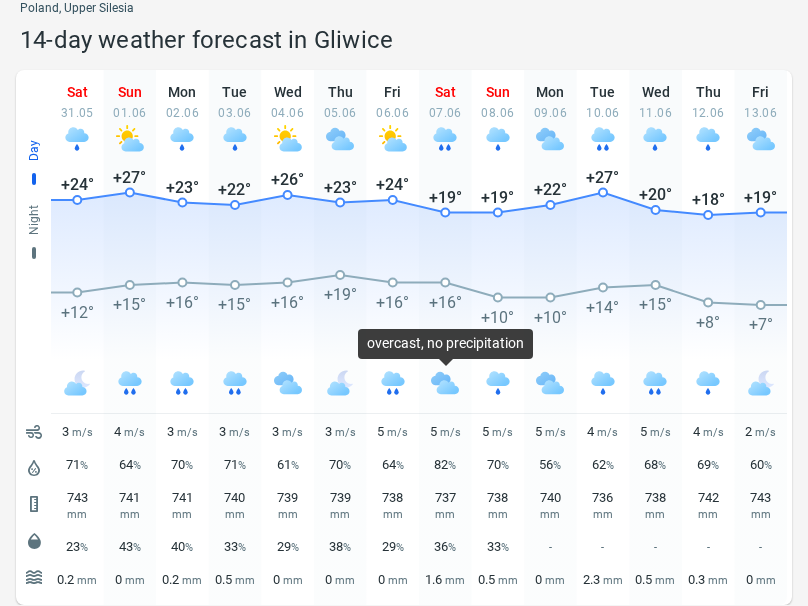 Poland, Upper Silesia
14-day weather forecast in Gliwice
Sat Sun Mon Tue Wed Thu Fri Sat Sun Mon Tue Wed Thu Fri
31.05 01.06 02.06 03.06 04.06 05.06 06.06 07.06 08.06 09.06 10.06 11.06 12.06 13.06
Day
+24° +27° +23° +22° +26° +23° +24° +19° +19° +22° +27° +20° +18° +19°
Night
+12° +15° +16° +15° +16° +19° +16° +16° +10° +10° +14° +15° +8° +7°
overcast, no precipitation
3 m/s 4 m/s 3 m/s 3 m/s 3 m/s 3 m/s 5 m/s 5 m/s 5 m/s 5 m/s 4 m/s 5 m/s 4 m/s 2 m/s
71% 64% 70% 71% 61% 70% 64% 82% 70% 56% 62% 68% 69% 60%
743 741 741 740 739 739 738 737 738 740 736 738 742 743
mm mm mm mm mm mm mm mm mm mm mm mm mm mm
23% 43% 40% 33% 29% 38% 29% 36% 33% - - - - -
0.2 mm 0 mm 0.2 mm 0.5 mm 0 mm 0 mm 0 mm 1.6 mm 0.5 mm 0 mm 2.3 mm 0.5 mm 0.3 mm 0 mm